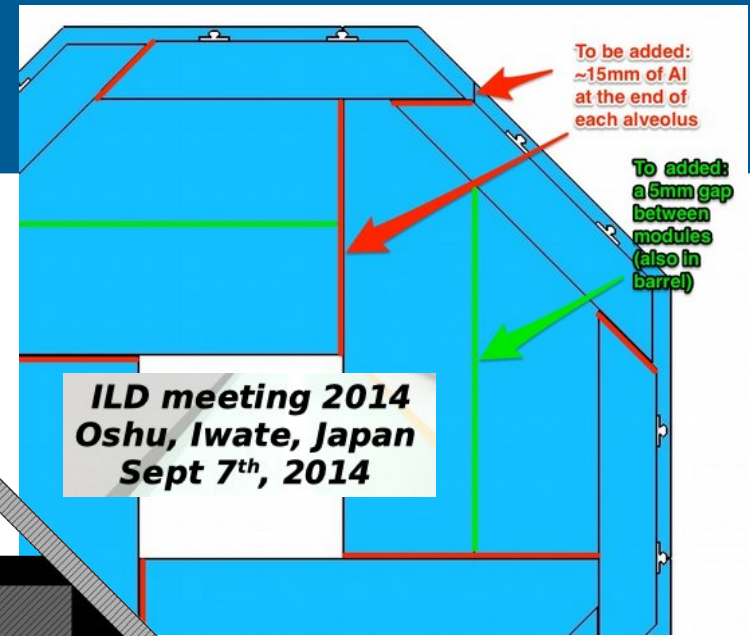 To be added:
~15mm of Al
at the end of
each alveolus
To added:
a 5mm gap
between
modules
(also in
barrel)
ILD meeting 2014
Oshu, Iwate, Japan
Sept 7th, 2014